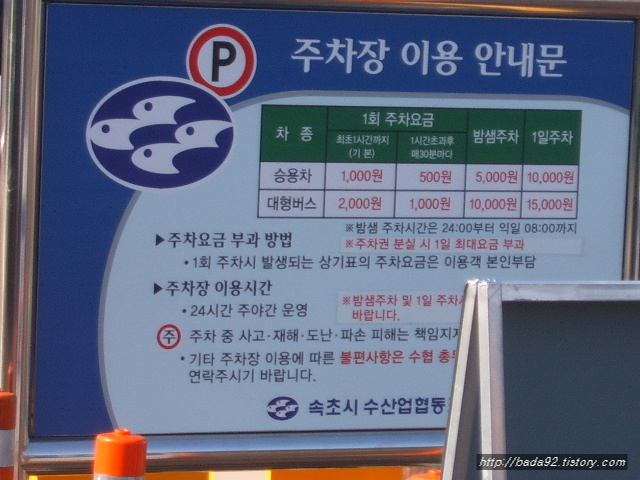 P
주차장 이용 안내문
차 종 1회 주차요금 밤샘주차 1일주차
최초1시간까지 (기 본) 1시간초과후 매30분마다
승용차 1,000원 500원 5,000원 10,000원
대형버스 2,000원 1,000원 10,000원 15,000원
※밤샘 주차시간은 24:00부터 익일 08:00까지
▶주차요금 부과 방법
※주차권 분실 시 1일 최대요금 부과
• 1회 주차시 발생되는 상기표의 주차요금은 이용객 본인부담
▶주차장 이용시간
• 24시간 주야간 운영
※밤샘주차 및 1일
바랍니다.
주 주차 중 사고·재해·도난·파손 피해는
• 기타 주차장 이용에 따른 불편사항은 수협
연락주시기 바랍니다.
속초시 수산업협동
http://bada92.tistory.com